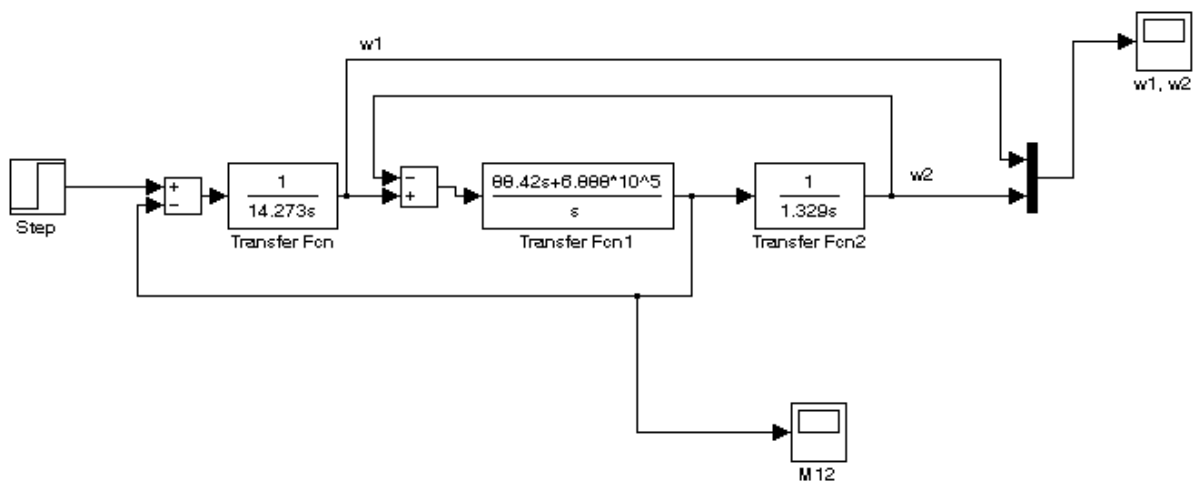 w1
w1, w2
w2
+
−
Step
1
14.273s
Transfer Fcn
−
+
88.42s+6.888*10^5
s
Transfer Fcn1
1
1.329s
Transfer Fcn2
M12